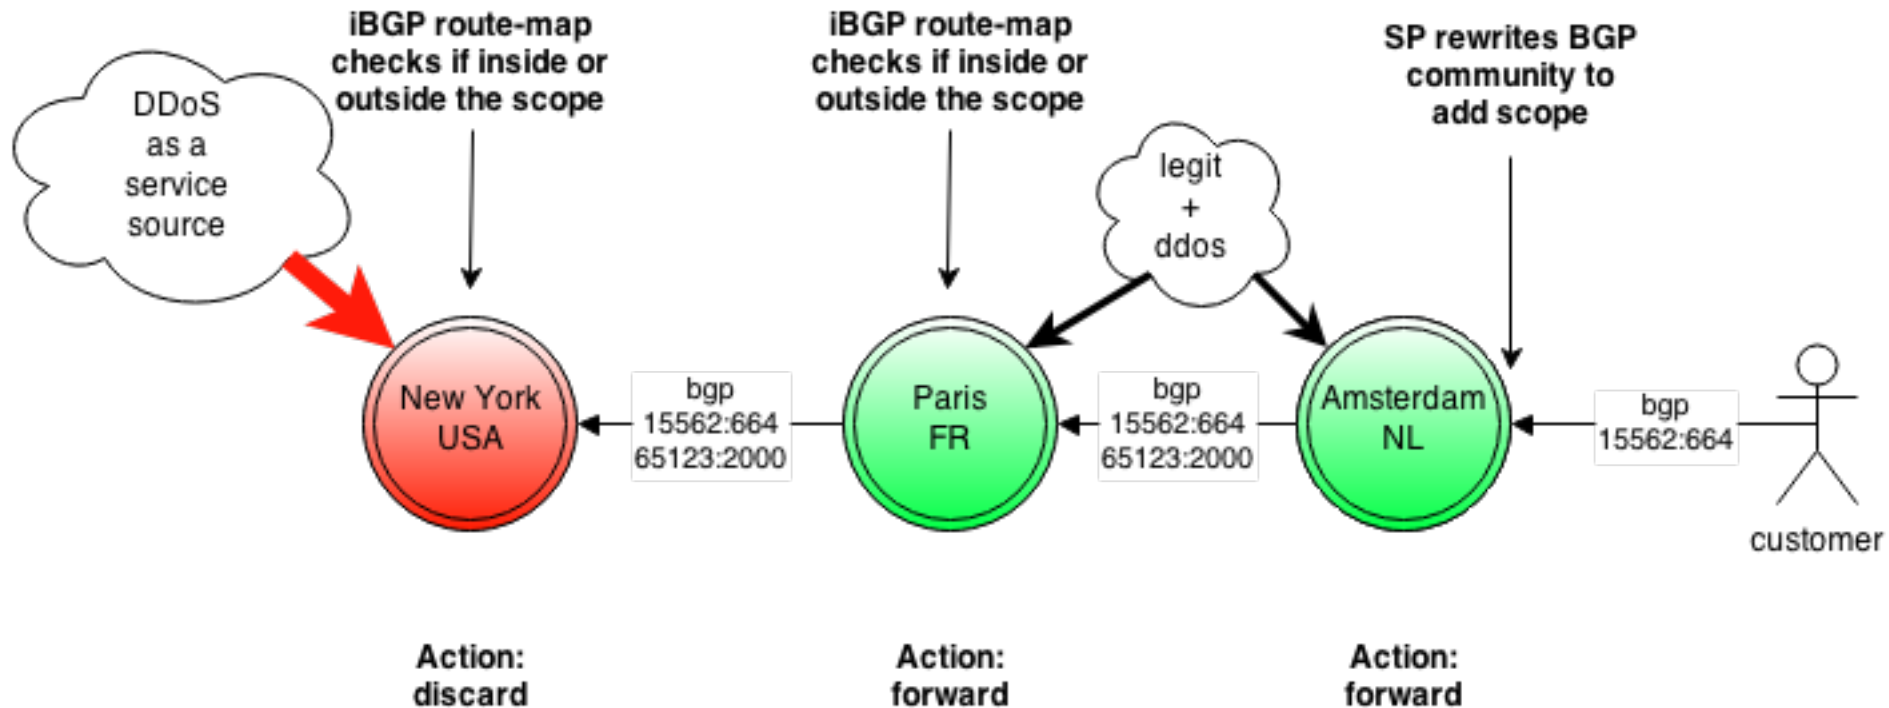 iBGP route-map
checks if inside or
outside the scope
iBGP route-map
checks if inside or
outside the scope
SP rewrites BGP
community to
add scope
DDoS
as a
service
source
legit
+
ddos
New York
USA
bgp
15562:664
65123:2000
Paris
FR
bgp
15562:664
65123:2000
Amsterdam
NL
bgp
15562:664
customer
Action:
discard
Action:
forward
Action:
forward